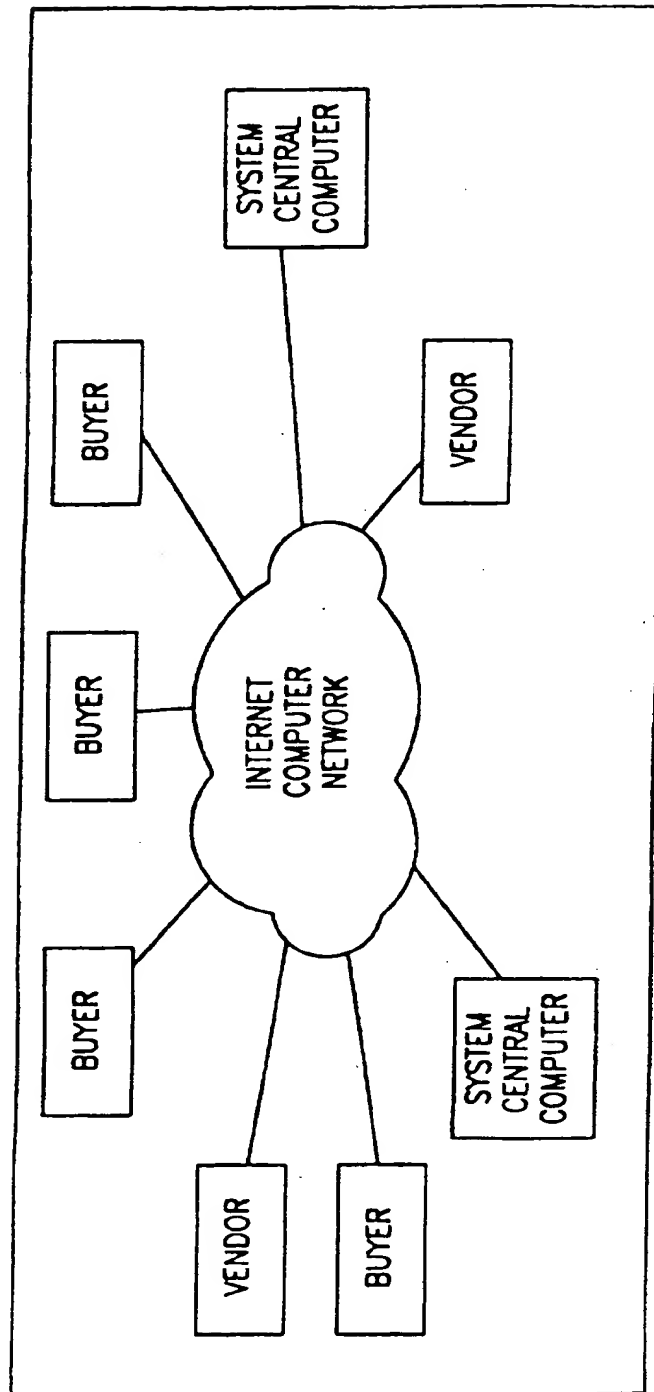 BUYER
BUYER
BUYER
VENDOR
SYSTEM
CENTRAL
COMPUTER
INTERNET
COMPUTER
NETWORK
BUYER
SYSTEM
CENTRAL
COMPUTER
VENDOR